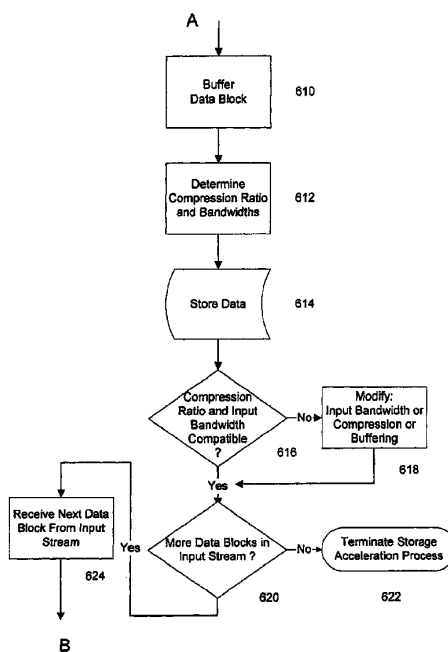 A
Buffer
Data Block
610
Determine
Compression Ratio
and Bandwidths
612
Store Data
614
Compression
Ratio and Input
Bandwidth
Compatible
?
616
No
Modify:
Input Bandwidth or
Compression or
Buffering
618
Yes
More Data Blocks in
Input Stream ?
620
No
Terminate Storage
Acceleration Process
622
Yes
Receive Next Data
Block From Input
Stream
624
B